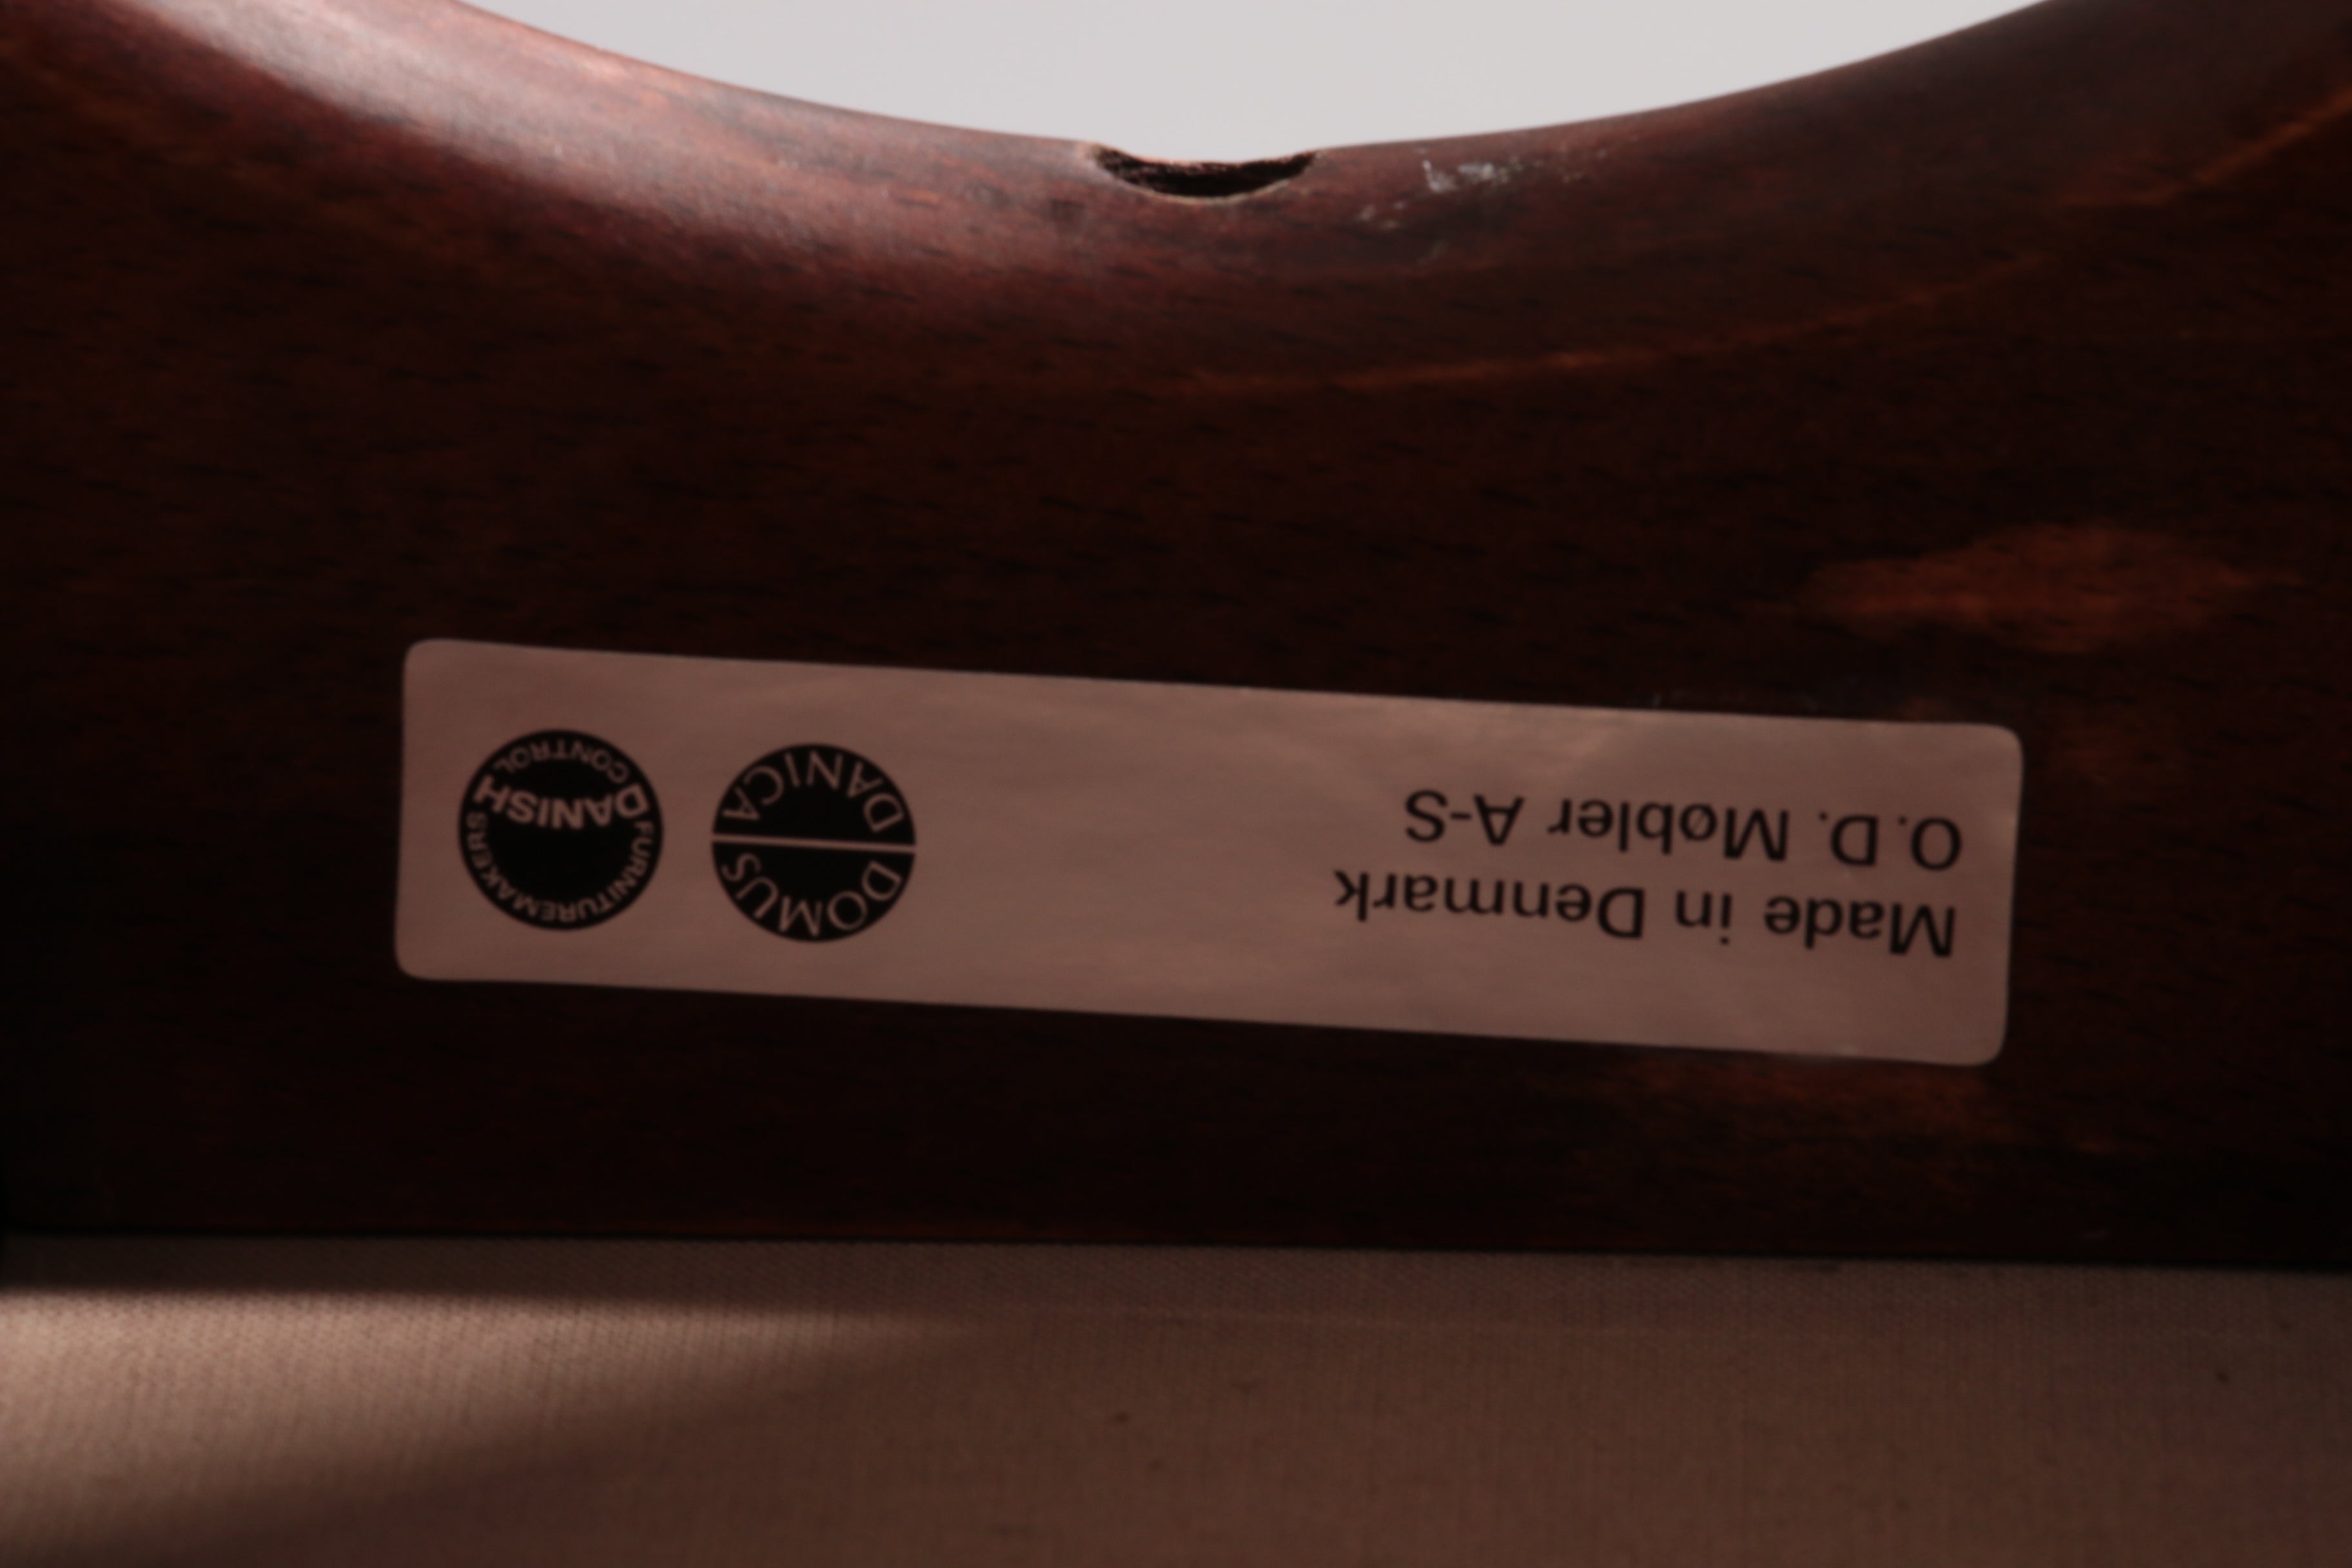 Made in Denmark
O.D. Møbler A-S
DOMUS
DANICA
FURNITUREMAKERS
DANISH
CONTROL